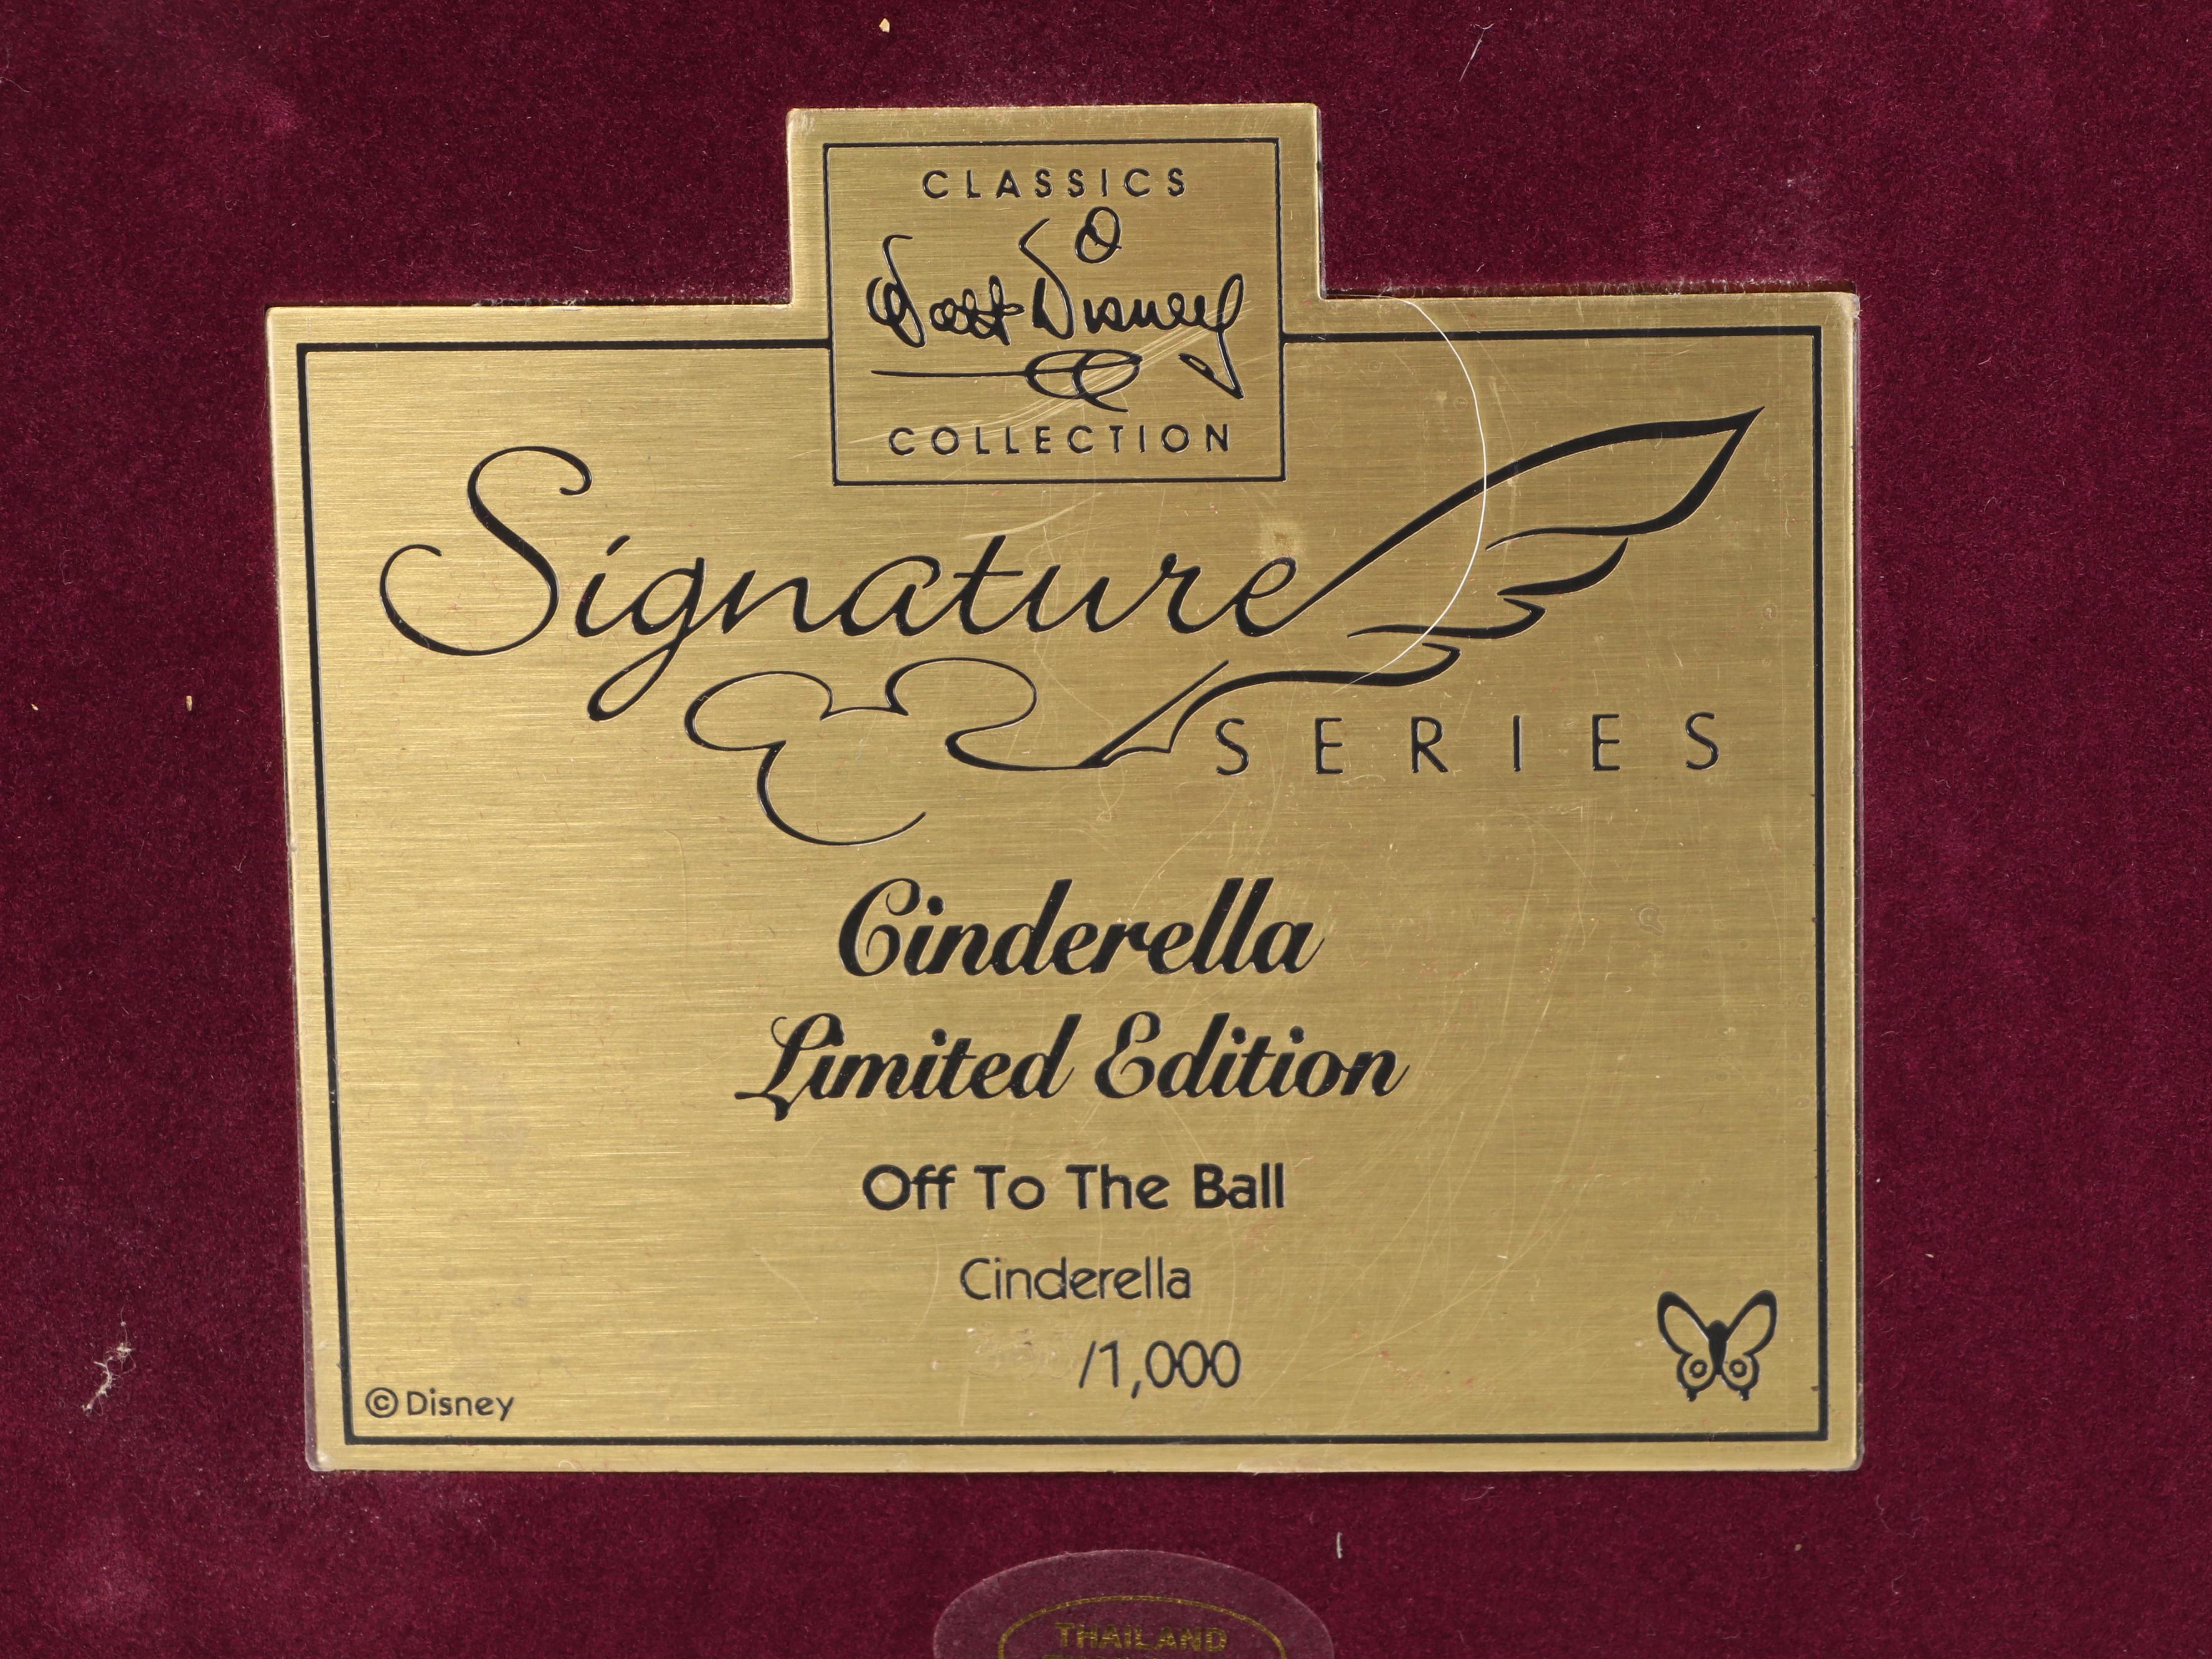 CLASSICS
Walt Disney
COLLECTION
Signature
SERIES
Cinderella
Limited Edition
Off To The Ball
Cinderella
/1,000
© Disney
THAILAND